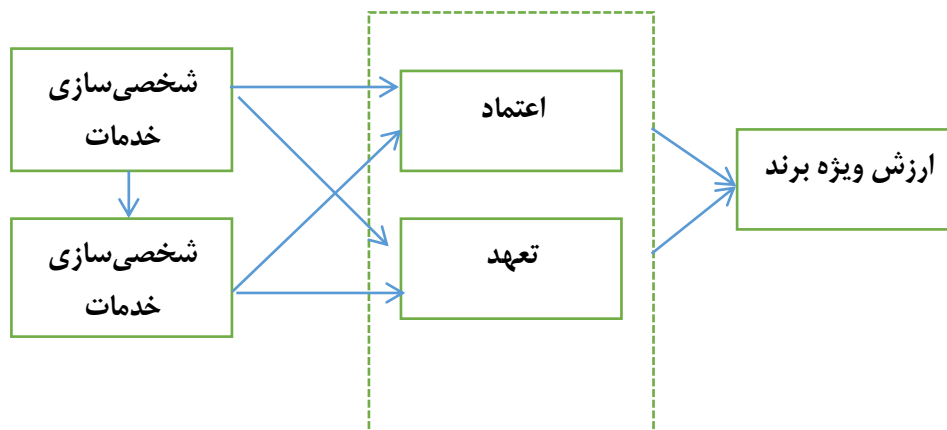 شخصی‌سازی
خدمات
اعتماد
ارزش ویژه برند
شخصی‌سازی
خدمات
تعهد